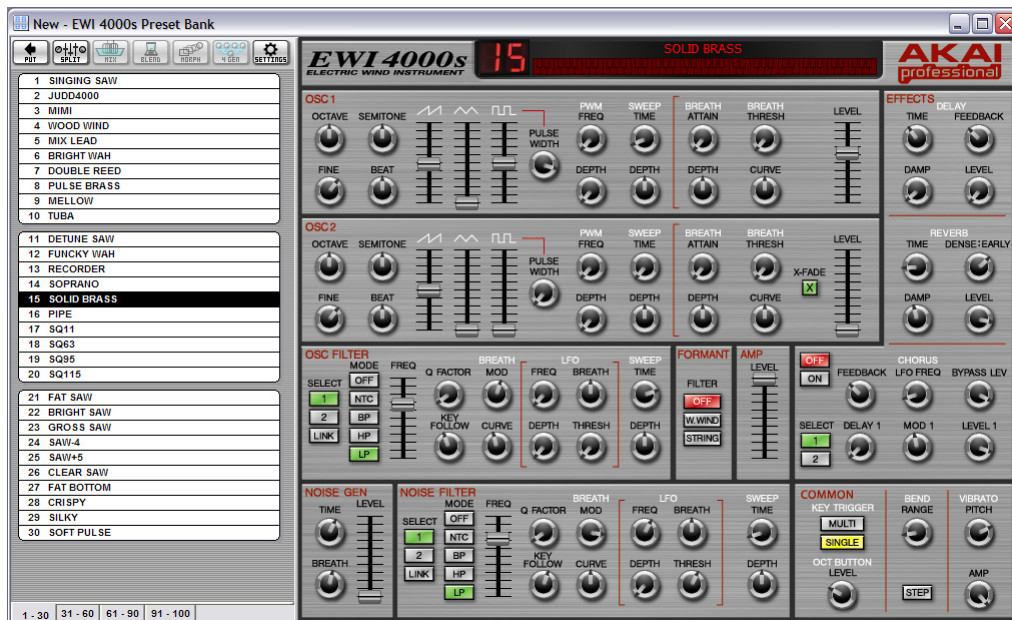 New - EWI 4000s Preset Bank
PUT SPLIT MIX BLEND MORPH 4 GEN SETTINGS
1 SINGING SAW
2 JUDD4000
3 MIMI
4 WOOD WIND
5 MIX LEAD
6 BRIGHT WAH
7 DOUBLE REED
8 PULSE BRASS
9 MELLOW
10 TUBA
11 DETUNE SAW
12 FUNCKY WAH
13 RECORDER
14 SOPRANO
15 SOLID BRASS
16 PIPE
17 SQ11
18 SQ63
19 SQ95
20 SQ115
21 FAT SAW
22 BRIGHT SAW
23 GROSS SAW
24 SAW-4
25 SAW+5
26 CLEAR SAW
27 FAT BOTTOM
28 CRISPY
29 SILKY
30 SOFT PULSE
1 - 30 31 - 60 61 - 90 91 - 100
EWI 4000s
ELECTRIC WIND INSTRUMENT
15
SOLID BRASS
AKAI
professional
OSC 1
PWM SWEEP BREATH BREATH
OCTAVE SEMITONE FREQ TIME ATTAIN THRESH LEVEL
PULSE
WIDTH
FINE BEAT DEPTH DEPTH DEPTH CURVE
OSC 2
PWM SWEEP BREATH BREATH
OCTAVE SEMITONE FREQ TIME ATTAIN THRESH LEVEL
PULSE
WIDTH
X-FADE
X
FINE BEAT DEPTH DEPTH DEPTH CURVE
EFFECTS
DELAY
TIME FEEDBACK
DAMP LEVEL
REVERB
TIME DENSE:EARLY
DAMP LEVEL
OSC FILTER
BREATH LFO SWEEP
MODE FREQ Q FACTOR MOD FREQ BREATH TIME
SELECT OFF
1 NTC
2 BP
LINK HP
LP
KEY
FOLLOW CURVE DEPTH THRESH DEPTH
FORMANT
FILTER
OFF
W.WIND
STRING
AMP
LEVEL
OFF
ON
CHORUS
FEEDBACK LFO FREQ BYPASS LEV
SELECT DELAY 1 MOD 1 LEVEL 1
1
2
NOISE GEN
TIME LEVEL
BREATH
NOISE FILTER
BREATH LFO SWEEP
MODE FREQ Q FACTOR MOD FREQ BREATH TIME
SELECT OFF
1 NTC
2 BP
LINK HP
LP
KEY
FOLLOW CURVE DEPTH THRESH DEPTH
COMMON
KEY TRIGGER
MULTI
SINGLE
OCT BUTTON
LEVEL
BEND
RANGE
STEP
VIBRATO
PITCH
AMP